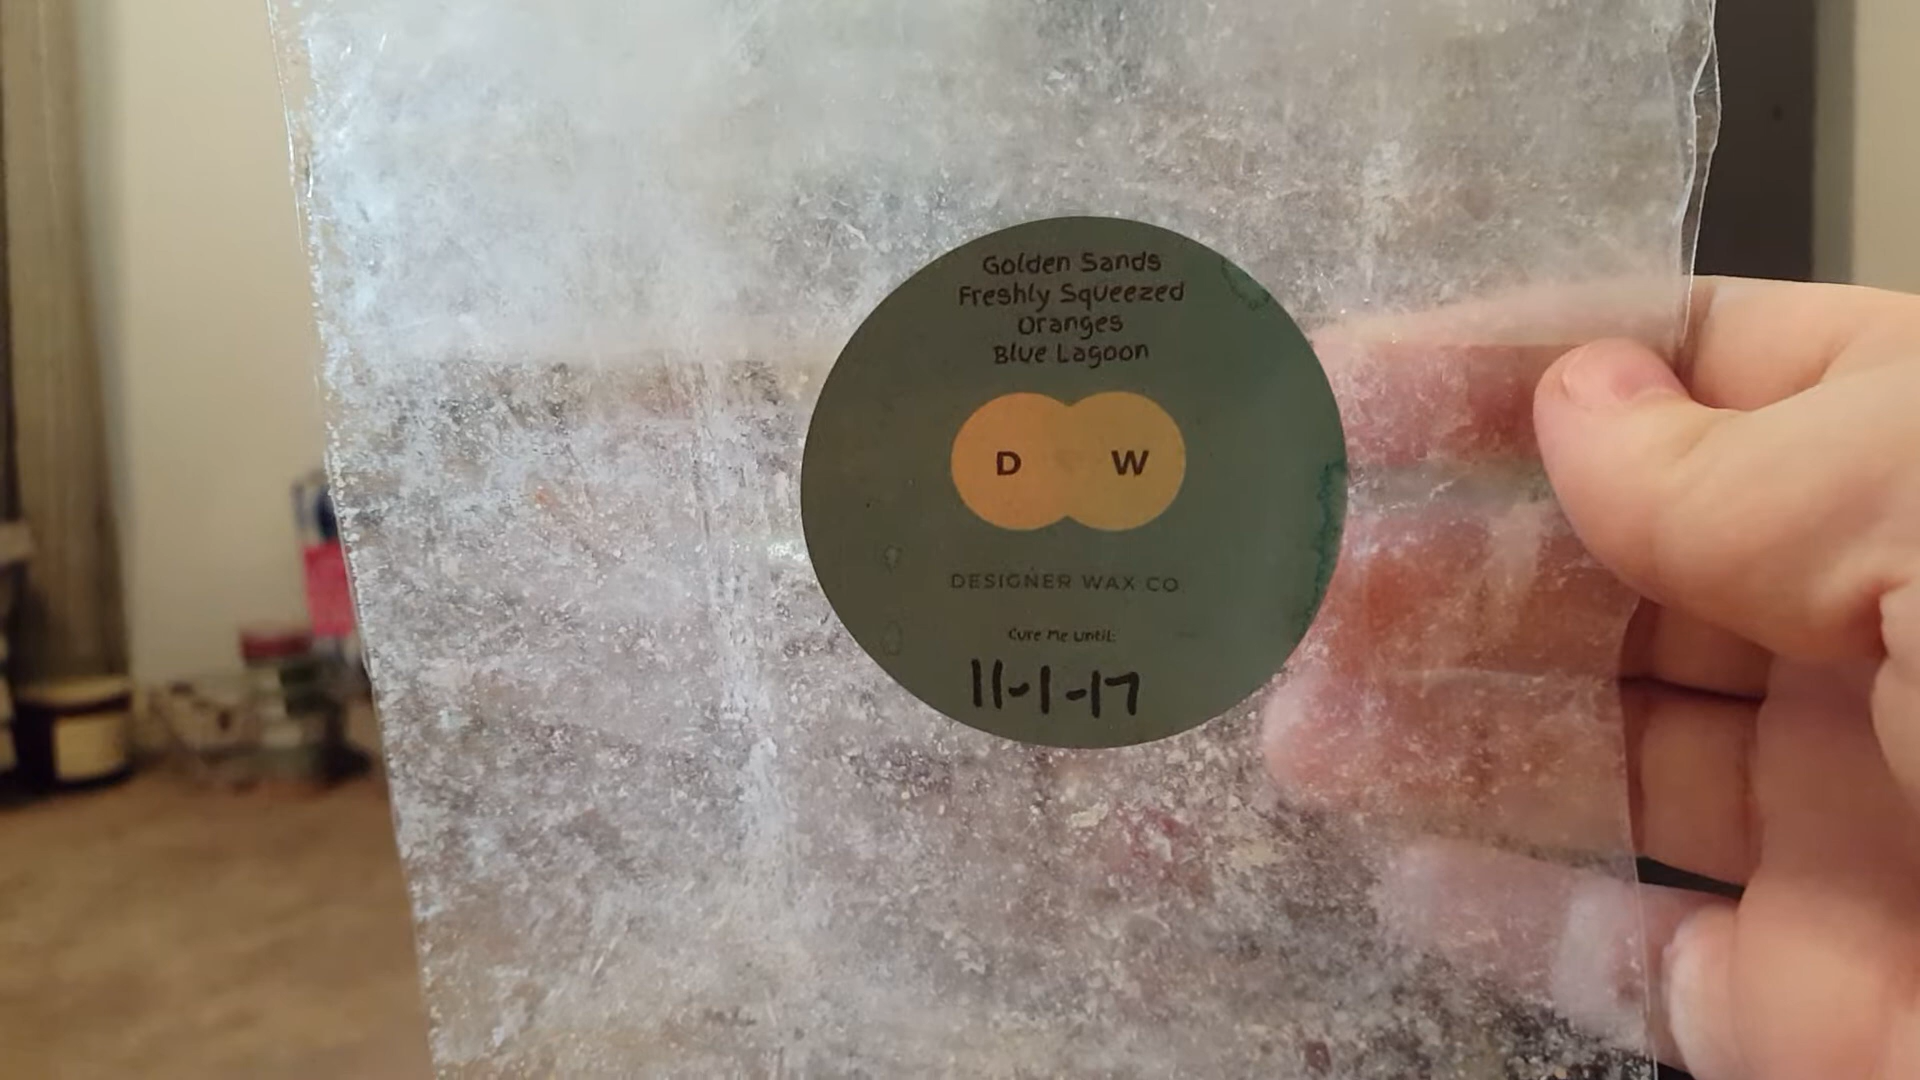 Golden Sands
Freshly Squeezed
Oranges
Blue Lagoon
D W
DESIGNER WAX CO
Cure Me Until:
11-1-17